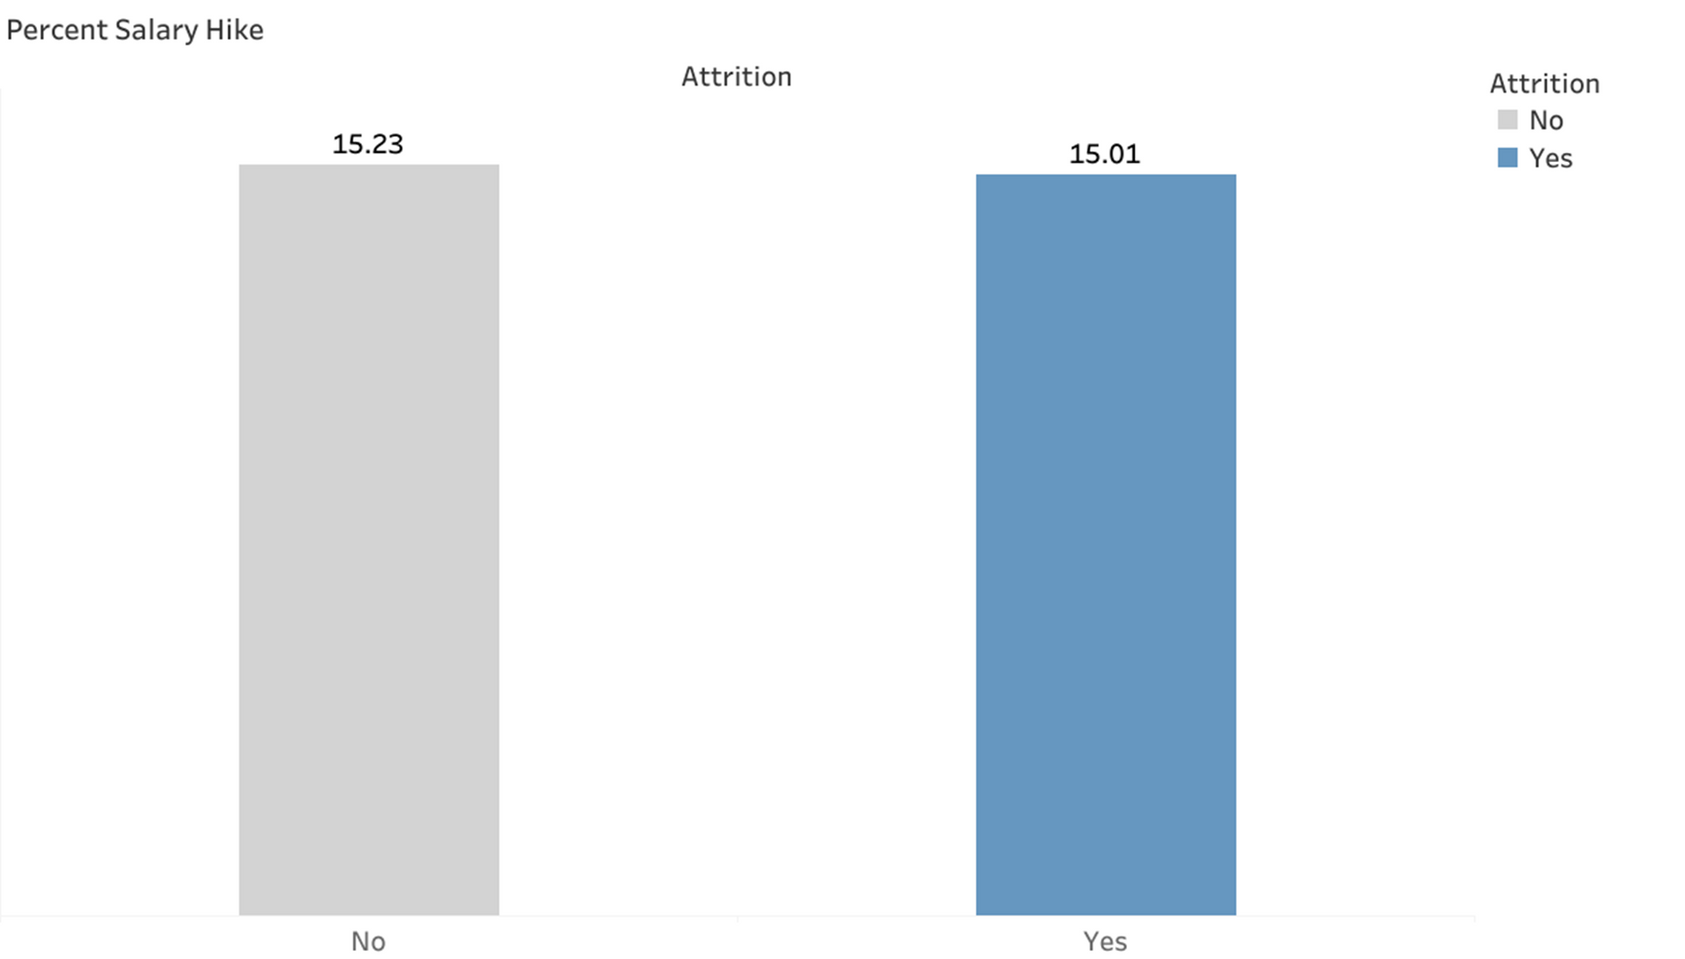 Percent Salary Hike
Attrition
15.23
15.01
No
Yes
Attrition
No
Yes